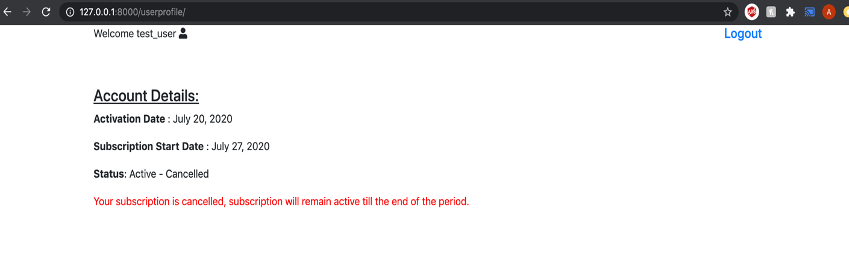 127.0.0.1:8000/userprofile/
Welcome test_user
Logout
Account Details:
Activation Date : July 20, 2020
Subscription Start Date : July 27, 2020
Status: Active - Cancelled
Your subscription is cancelled, subscription will remain active till the end of the period.